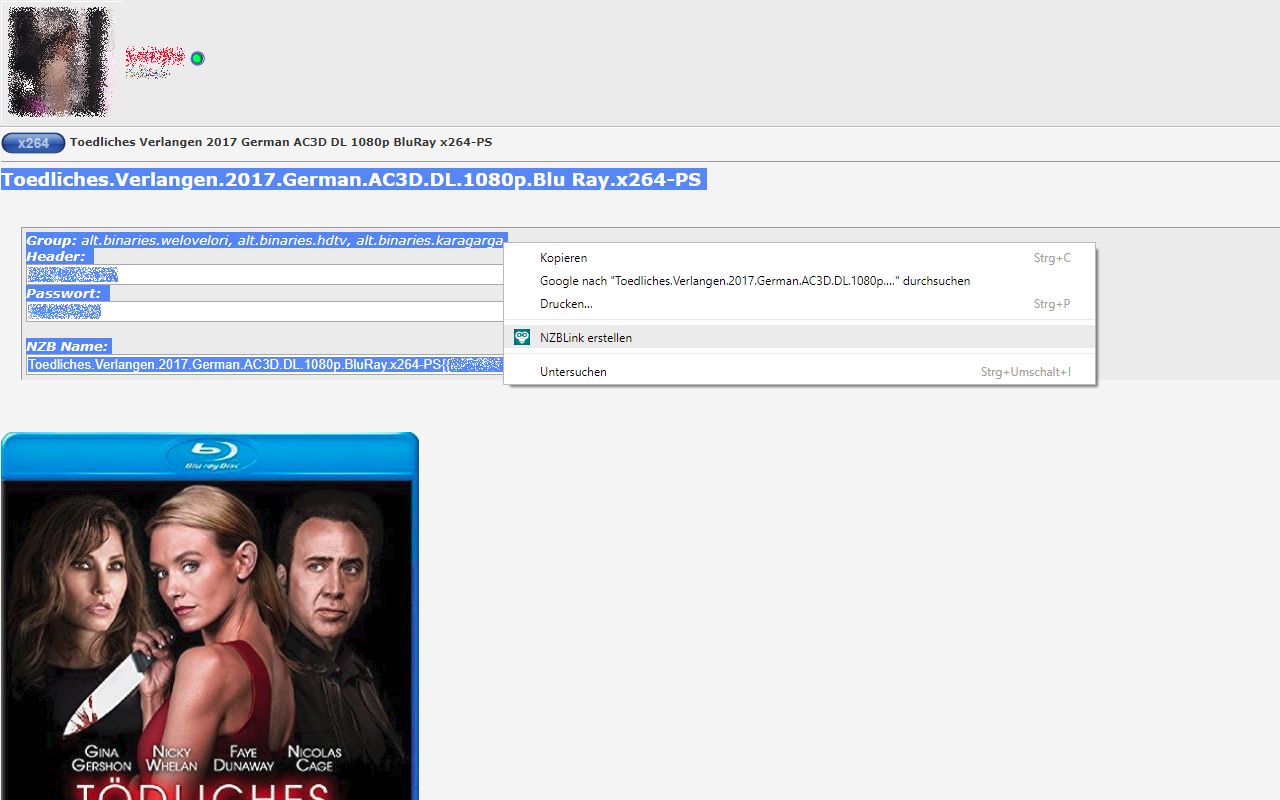 x264 Toedliches Verlangen 2017 German AC3D DL 1080p BluRay x264-PS
Toedliches.Verlangen.2017.German.AC3D.DL.1080p.Blu Ray.x264-PS
Group: alt.binaries.welovelori, alt.binaries.hdtv, alt.binaries.karagarga
Header:
Passwort:
NZB Name:
Toedliches.Verlangen.2017.German.AC3D.DL.1080p.BluRay.x264-PS{{
Kopieren Strg+C
Google nach "Toedliches.Verlangen.2017.German.AC3D.DL.1080p...." durchsuchen
Drucken... Strg+P
NZBLink erstellen
Untersuchen Strg+Umschalt+I
Blu-ray Disc
GINA GERSHON
NICKY WHELAN
FAYE DUNAWAY
NICOLAS CAGE
TÖDLICHES